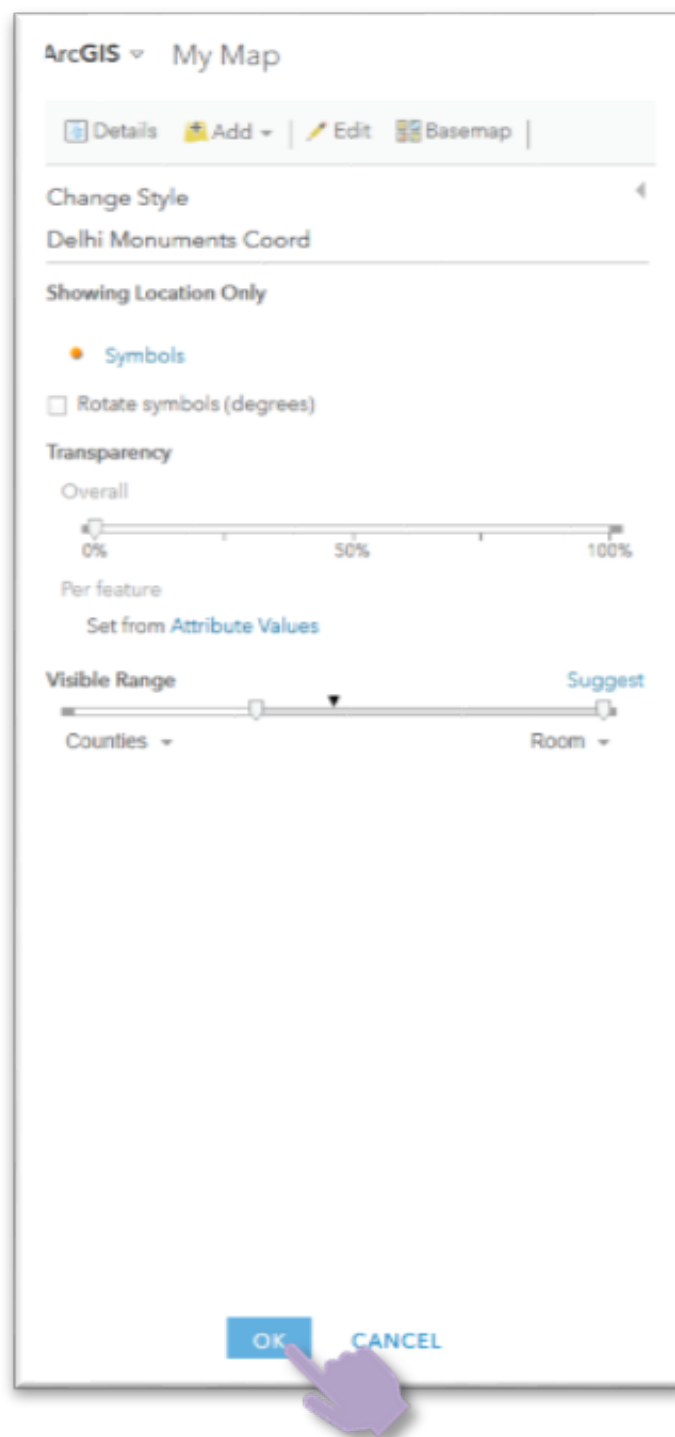 ArcGIS My Map
Details Add Edit Basemap
Change Style
Delhi Monuments Coord
Showing Location Only
Symbols
Rotate symbols (degrees)
Transparency
Overall
0% 50% 100%
Per feature
Set from Attribute Values
Visible Range Suggest
Counties Room
OK CANCEL